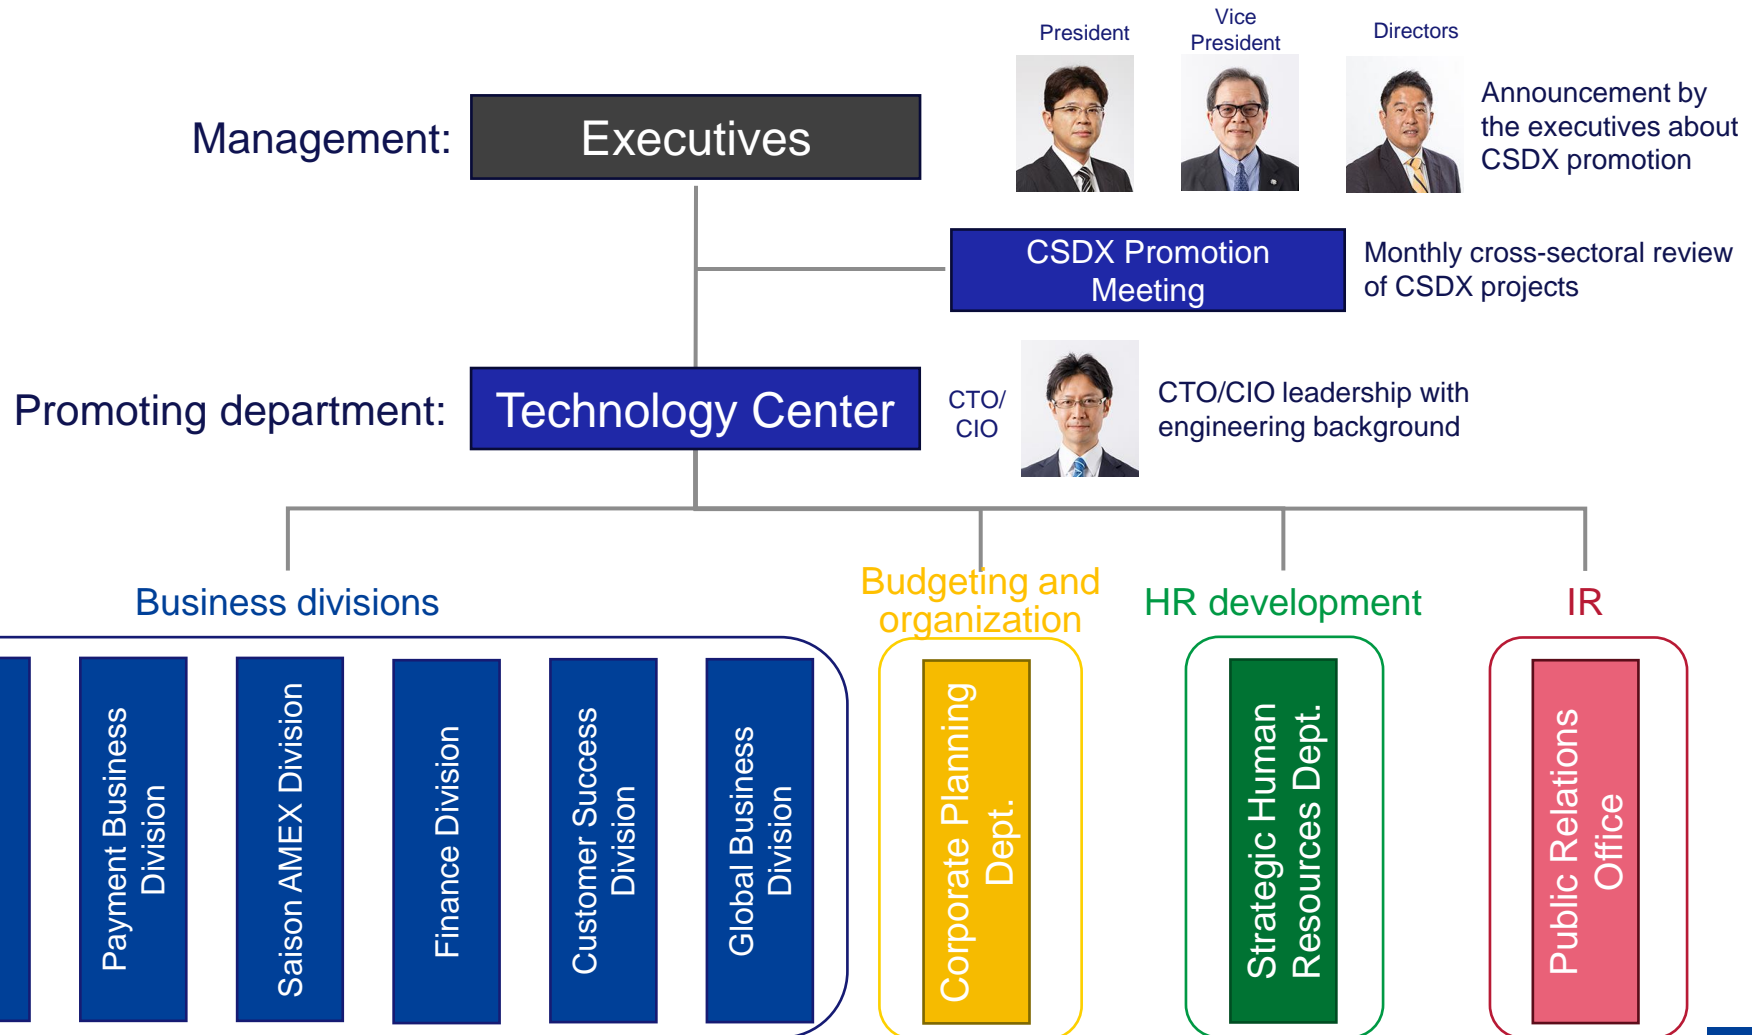 President
Vice
President
Directors
Management:
Executives
Announcement by
the executives about
CSDX promotion
CSDX Promotion
Meeting
Monthly cross-sectoral review
of CSDX projects
Promoting department:
Technology Center
CTO/
CIO
CTO/CIO leadership with
engineering background
Business divisions
Budgeting and
organization
HR development
IR
Payment Business
Division
Saison AMEX Division
Finance Division
Customer Success
Division
Global Business
Division
Corporate Planning
Dept.
Strategic Human
Resources Dept.
Public Relations
Office